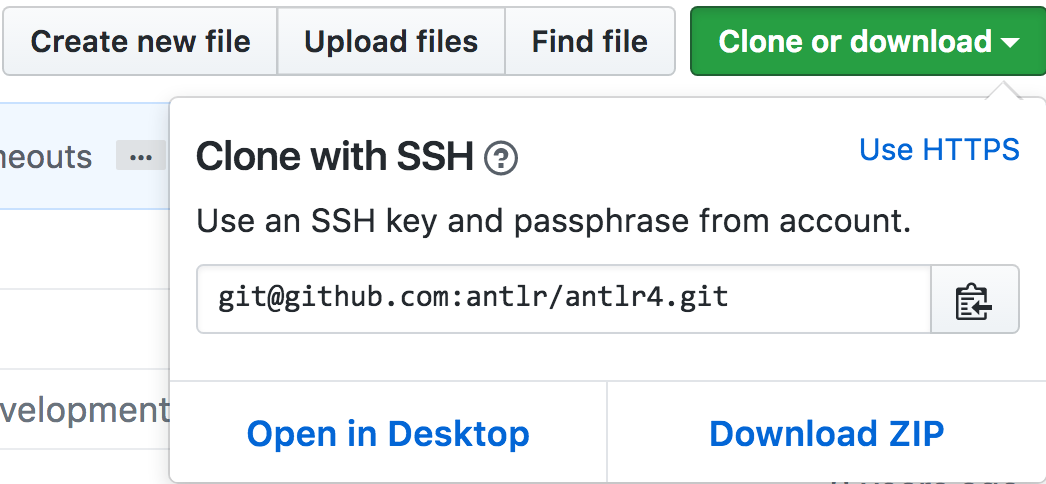 Create new file
Upload files
Find file
Clone or download
neouts
...
Clone with SSH ?
Use HTTPS
Use an SSH key and passphrase from account.
git@github.com:antlr/antlr4.git
velopment
Open in Desktop
Download ZIP